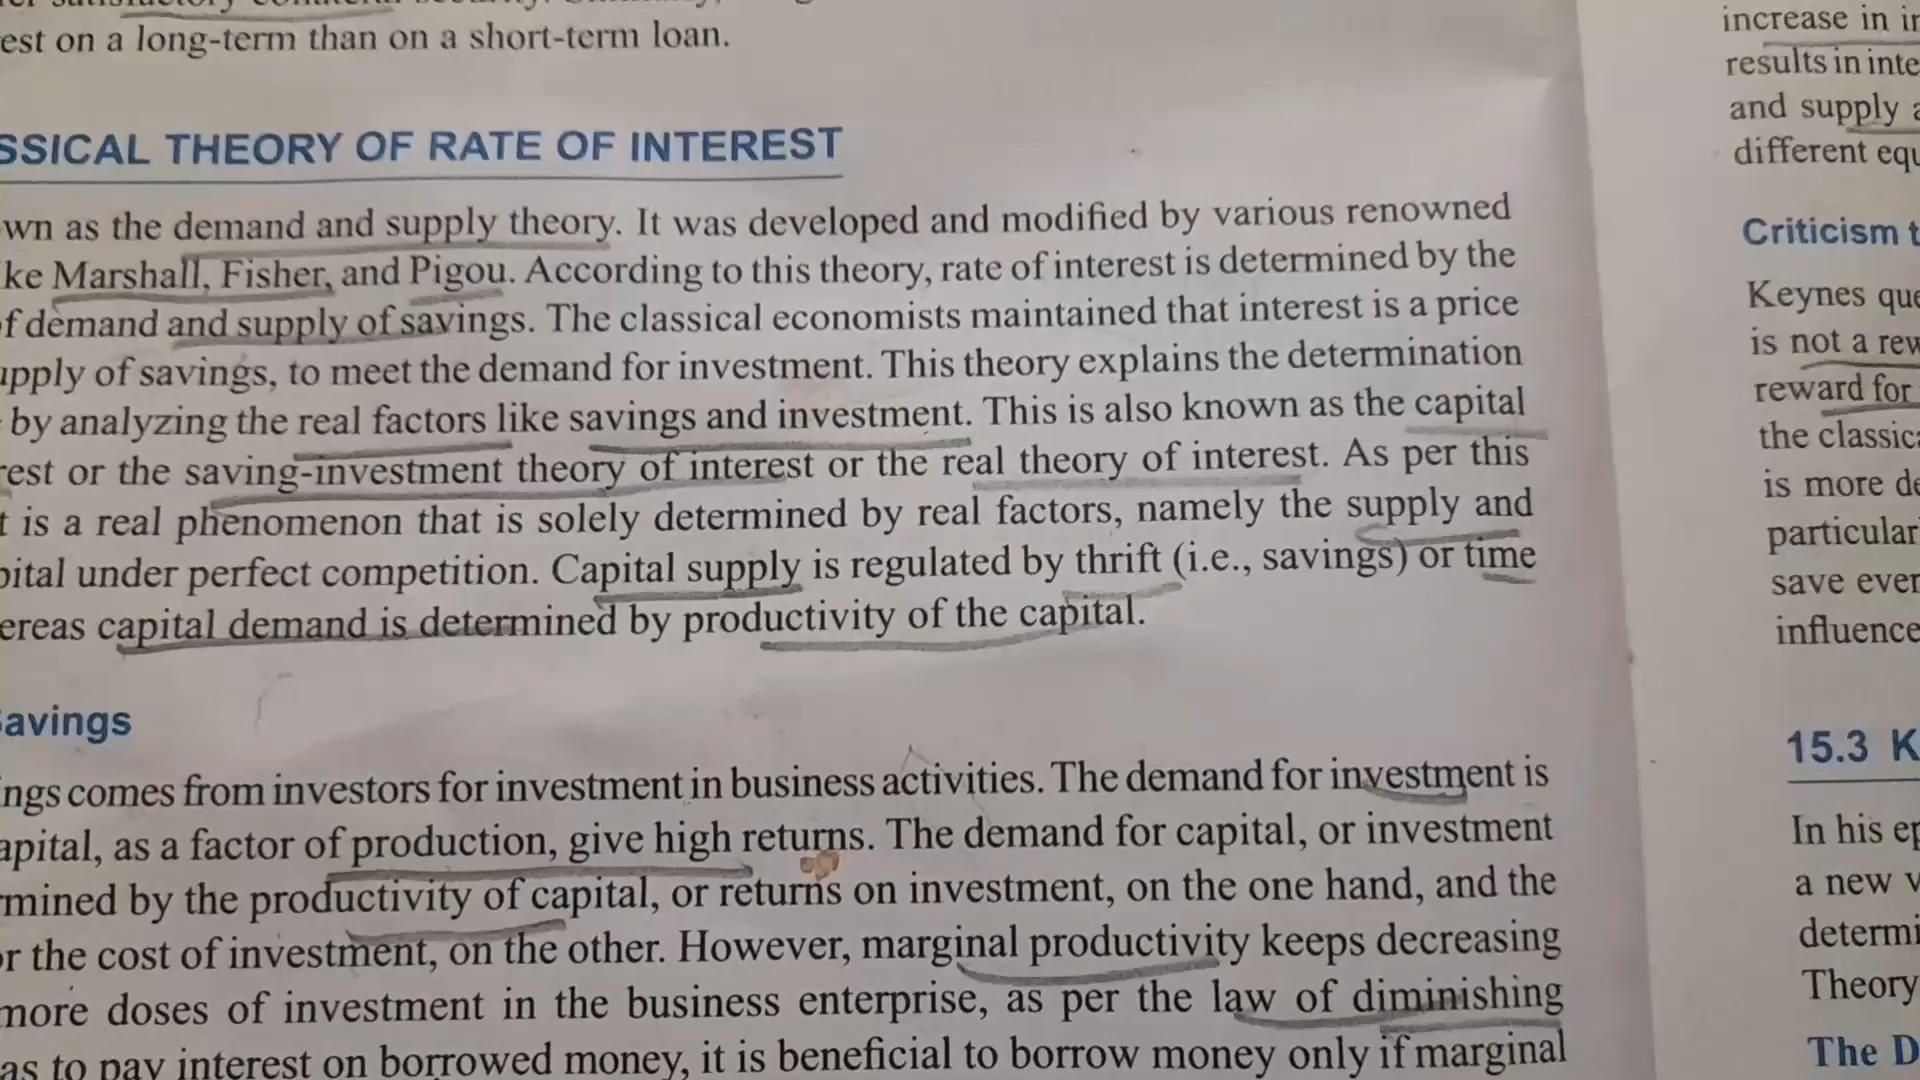 est on a long-term than on a short-term loan.
SSICAL THEORY OF RATE OF INTEREST
wn as the demand and supply theory. It was developed and modified by various renowned
ke Marshall, Fisher, and Pigou. According to this theory, rate of interest is determined by the
f demand and supply of savings. The classical economists maintained that interest is a price
upply of savings, to meet the demand for investment. This theory explains the determination
by analyzing the real factors like savings and investment. This is also known as the capital
rest or the saving-investment theory of interest or the real theory of interest. As per this
t is a real phenomenon that is solely determined by real factors, namely the supply and
pital under perfect competition. Capital supply is regulated by thrift (i.e., savings) or time
ereas capital demand is determined by productivity of the capital.
Savings
ngs comes from investors for investment in business activities. The demand for investment is
apital, as a factor of production, give high returns. The demand for capital, or investment
rmined by the productivity of capital, or returns on investment, on the one hand, and the
or the cost of investment, on the other. However, marginal productivity keeps decreasing
more doses of investment in the business enterprise, as per the law of diminishing
as to pay interest on borrowed money, it is beneficial to borrow money only if marginal
increase in in
results in inte
and supply a
different equ
Criticism t
Keynes que
is not a rew
reward for
the classica
is more de
particular
save ever
influence
15.3 K
In his ep
a new v
determi
Theory
The D